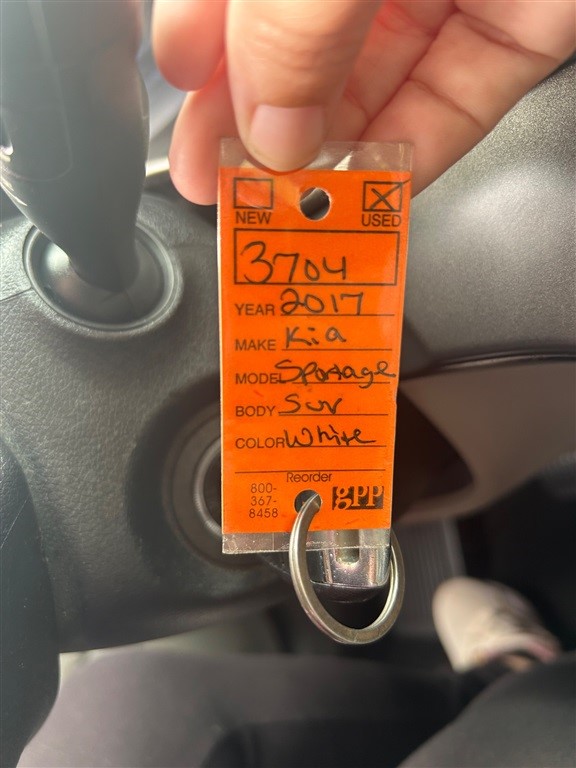 NEW USED
3704
YEAR 2017
MAKE Kia
MODEL Sportage
BODY Suv
COLOR White
Reorder
800-
367-
8458
gPP